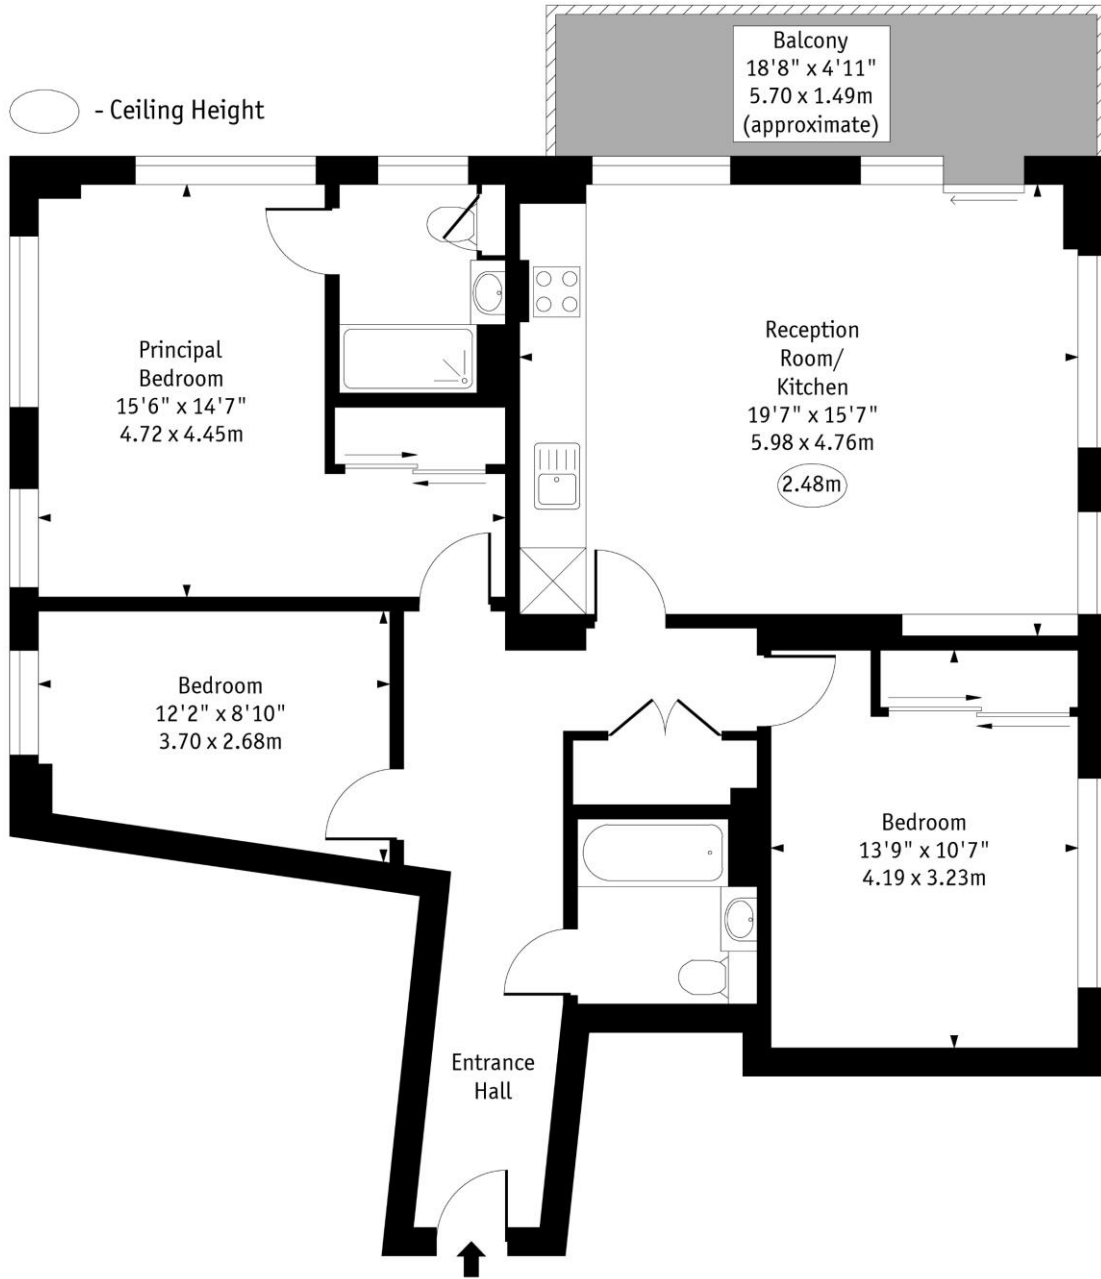 Balcony
18'8" x 4'11"
5.70 x 1.49m
(approximate)
- Ceiling Height
Principal
Bedroom
15'6" x 14'7"
4.72 x 4.45m
Reception
Room/
Kitchen
19'7" x 15'7"
5.98 x 4.76m
2.48m
Bedroom
12'2" x 8'10"
3.70 x 2.68m
Bedroom
13'9" x 10'7"
4.19 x 3.23m
Entrance
Hall